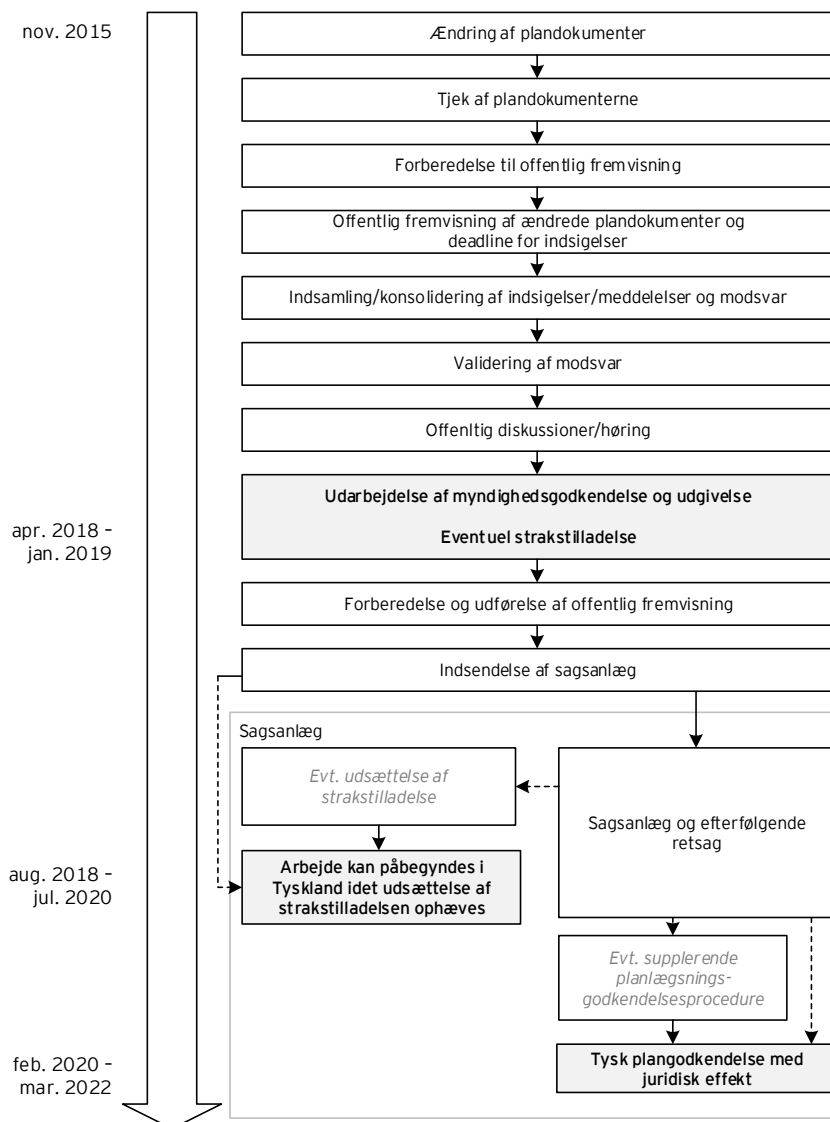 nov. 2015
Ændring af plandokumenter
Tjek af plandokumenterne
Forberedelse til offentlig fremvisning
Offentlig fremvisning af ændrede plandokumenter og
deadline for indsigelser
Indsamling/konsolidering af indsigelser/meddelelser og modsvar
Validering af modsvar
Offenltig diskussioner/høring
Udarbejdelse af myndighedsgodkendelse og udgivelse
Eventuel strakstilladelse
apr. 2018 –
jan. 2019
Forberedelse og udførelse af offentlig fremvisning
Indsendelse af sagsanlæg
Sagsanlæg
Evt. udsættelse af
strakstilladelse
Sagsanlæg og efterfølgende
retsag
Arbejde kan påbegyndes i
Tyskland idet udsættelse af
strakstilladelsen ophæves
aug. 2018 –
jul. 2020
Evt. supplerende
planlægsnings-
godkendelsesprocedure
Tysk plangodkendelse med
juridisk effekt
feb. 2020 –
mar. 2022